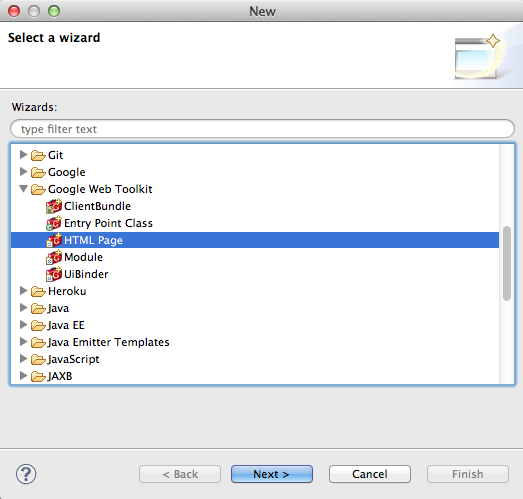 New
Select a wizard
Wizards:
type filter text
Git
Google
Google Web Toolkit
ClientBundle
Entry Point Class
HTML Page
Module
UiBinder
Heroku
Java
Java EE
Java Emitter Templates
JavaScript
JAXB
?
< Back
Next >
Cancel
Finish